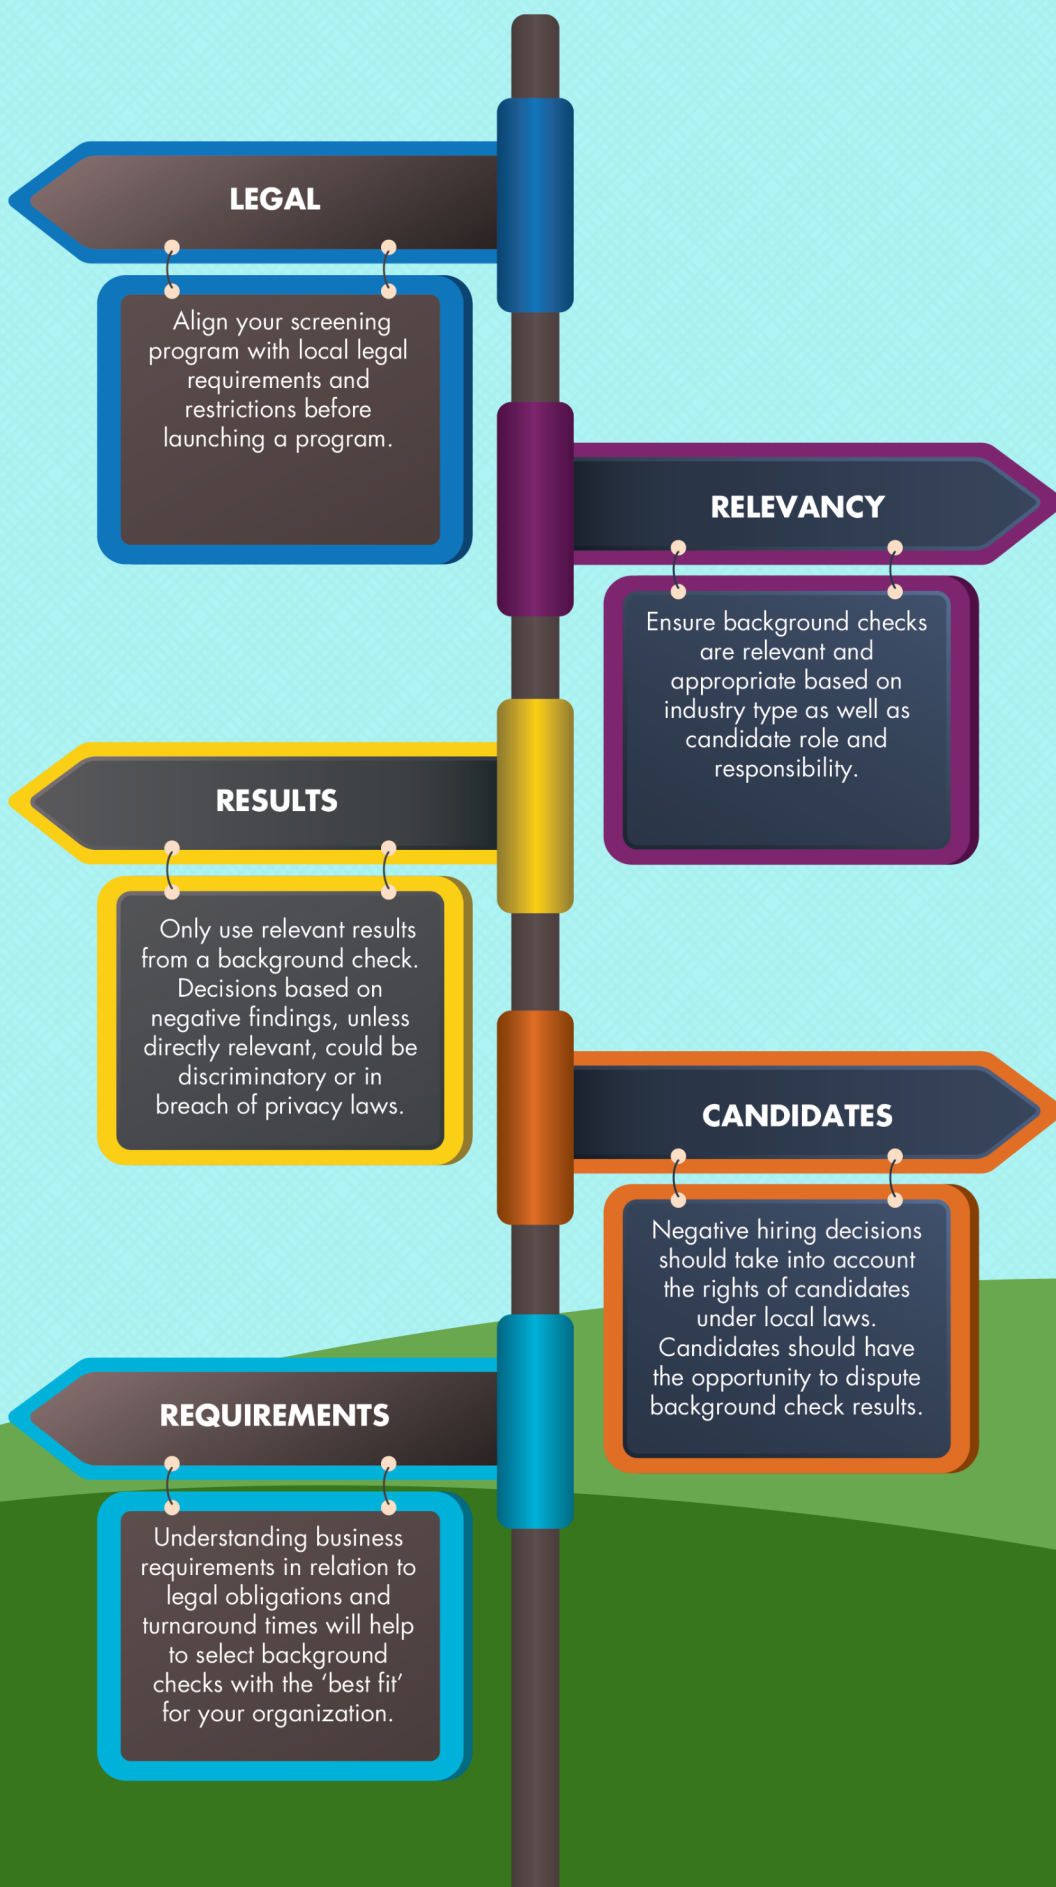 LEGAL
Align your screening
program with local legal
requirements and
restrictions before
launching a program.
RELEVANCY
Ensure background checks
are relevant and
appropriate based on
industry type as well as
candidate role and
responsibility.
RESULTS
Only use relevant results
from a background check.
Decisions based on
negative findings, unless
directly relevant, could be
discriminatory or in
breach of privacy laws.
CANDIDATES
Negative hiring decisions
should take into account
the rights of candidates
under local laws.
Candidates should have
the opportunity to dispute
background check results.
REQUIREMENTS
Understanding business
requirements in relation to
legal obligations and
turnaround times will help
to select background
checks with the ‘best fit’
for your organization.